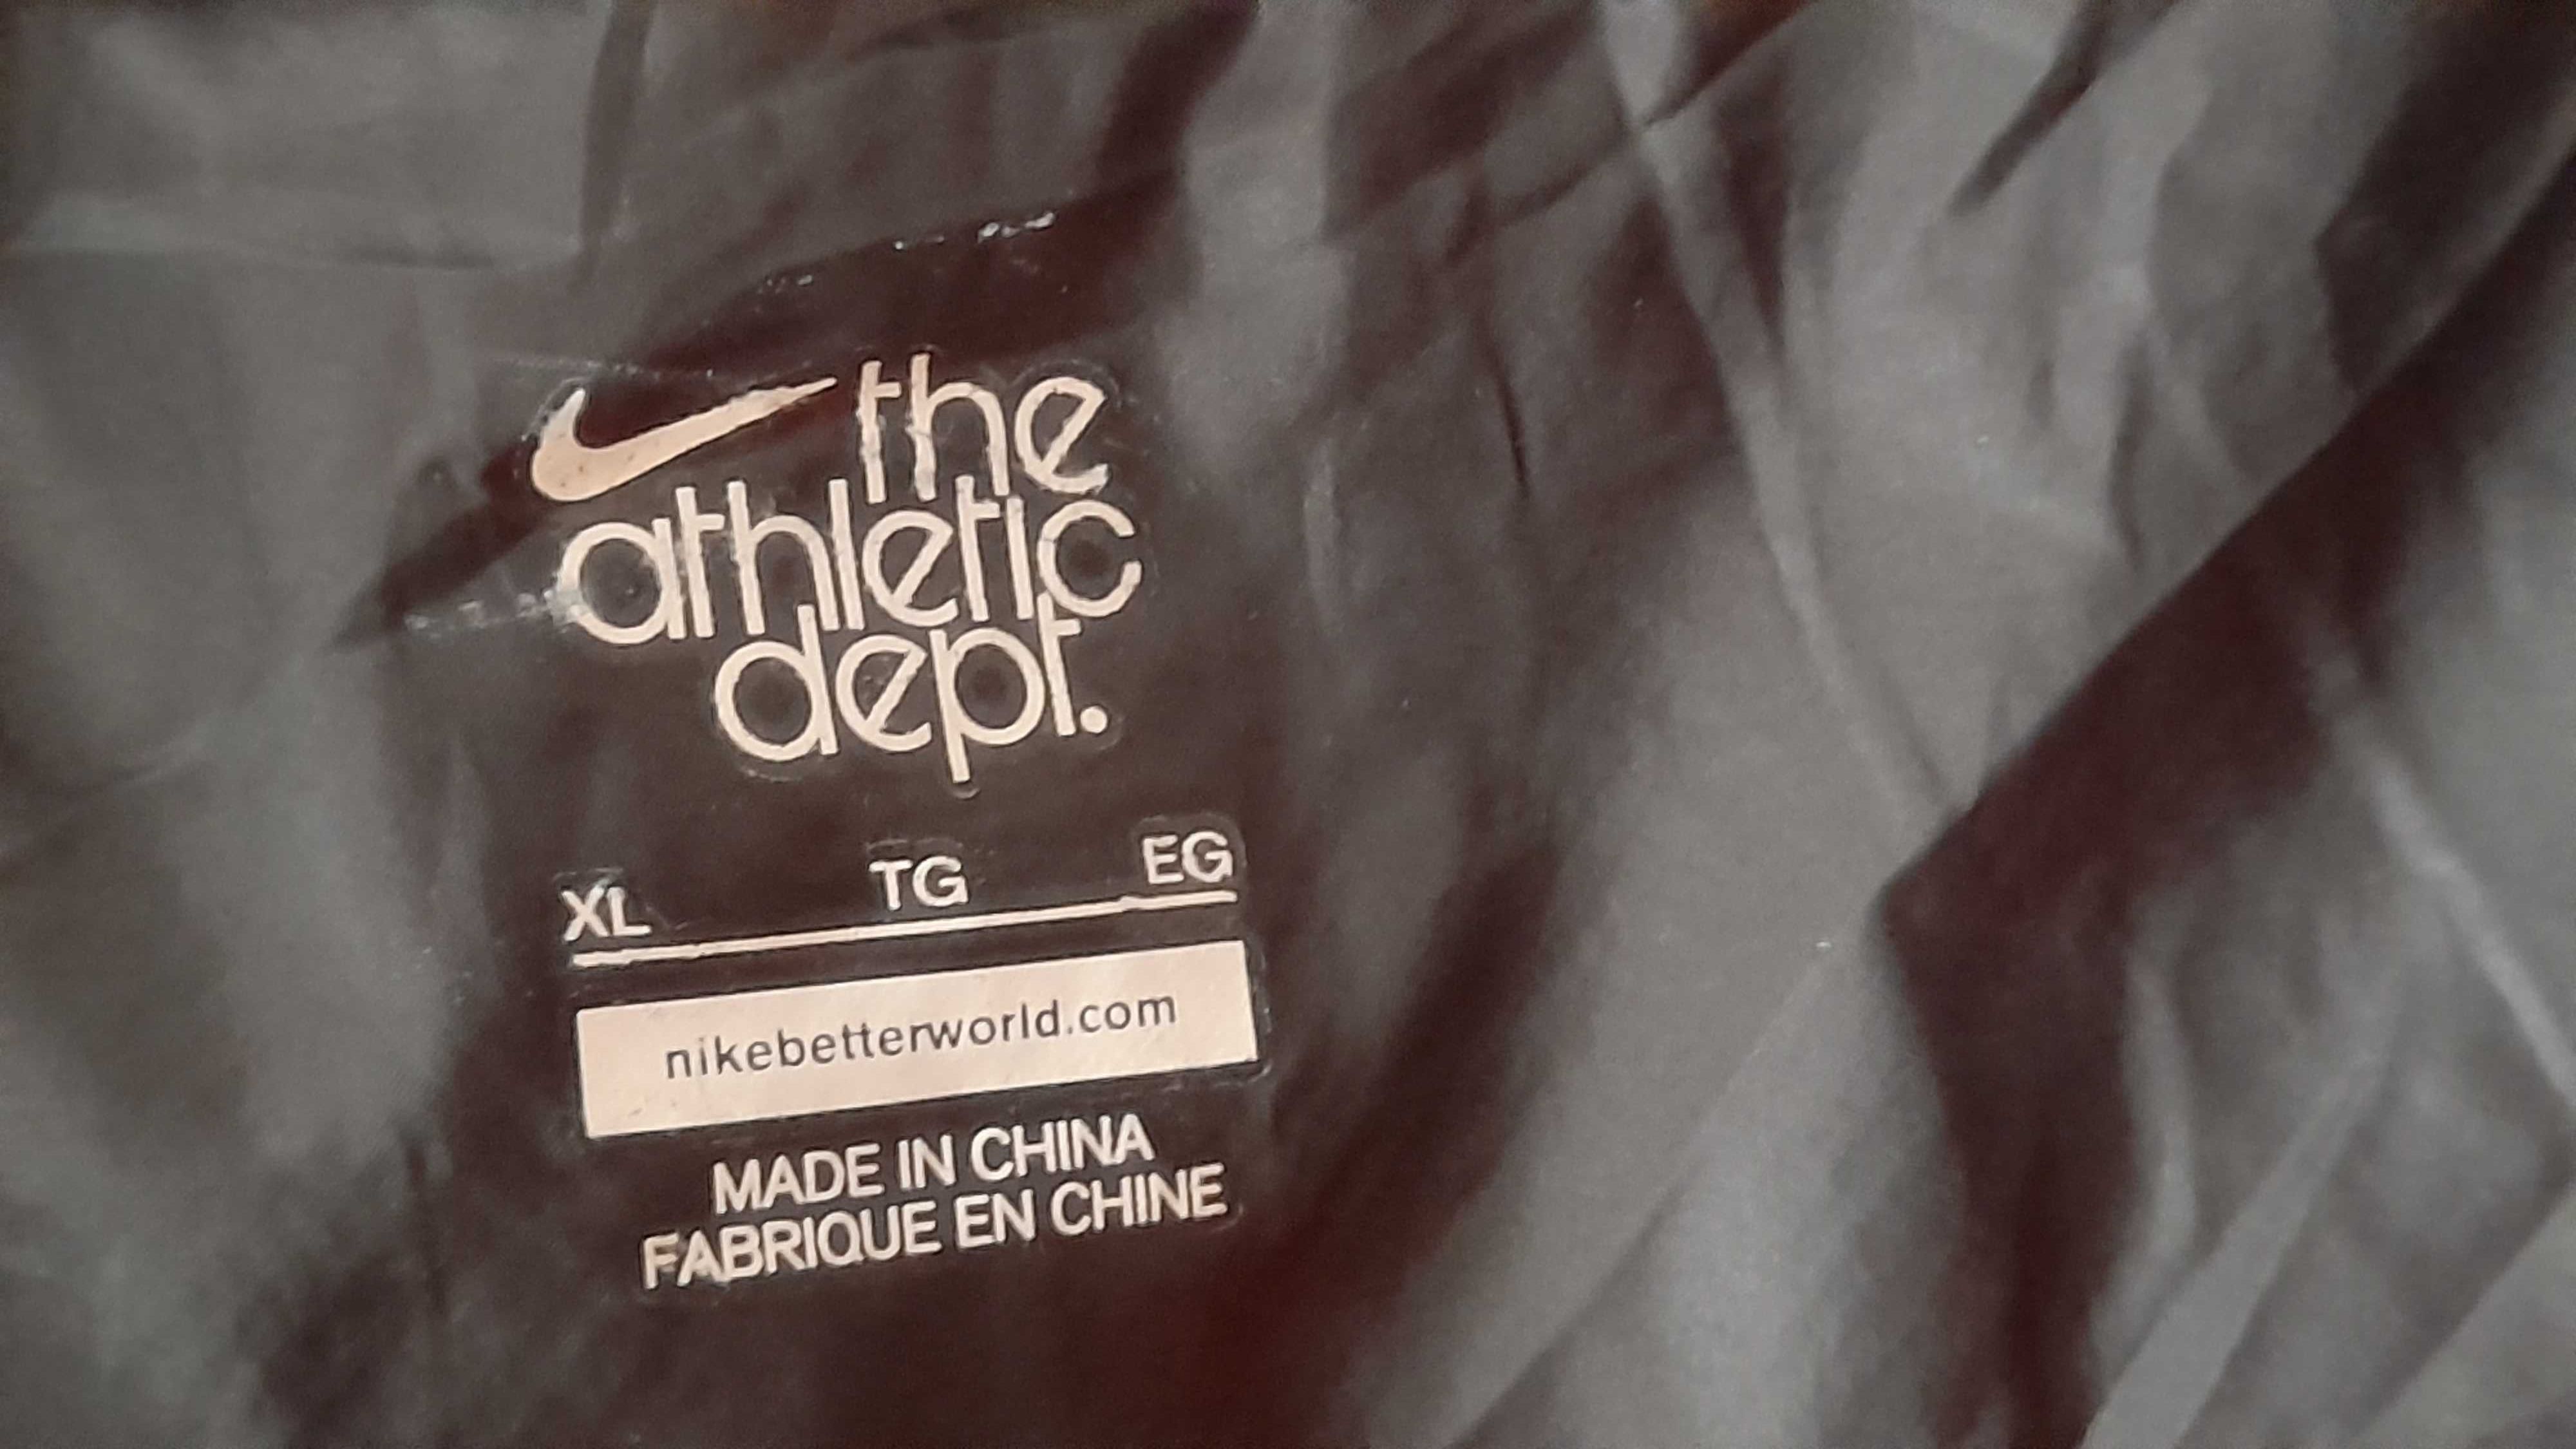 the
athletic
dept.
XL TG EG
nikebetterworld.com
MADE IN CHINA
FABRIQUE EN CHINE